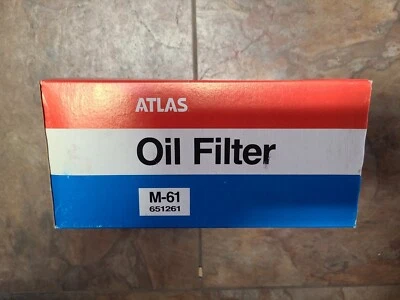 ATLAS
Oil Filter
M-61
651261